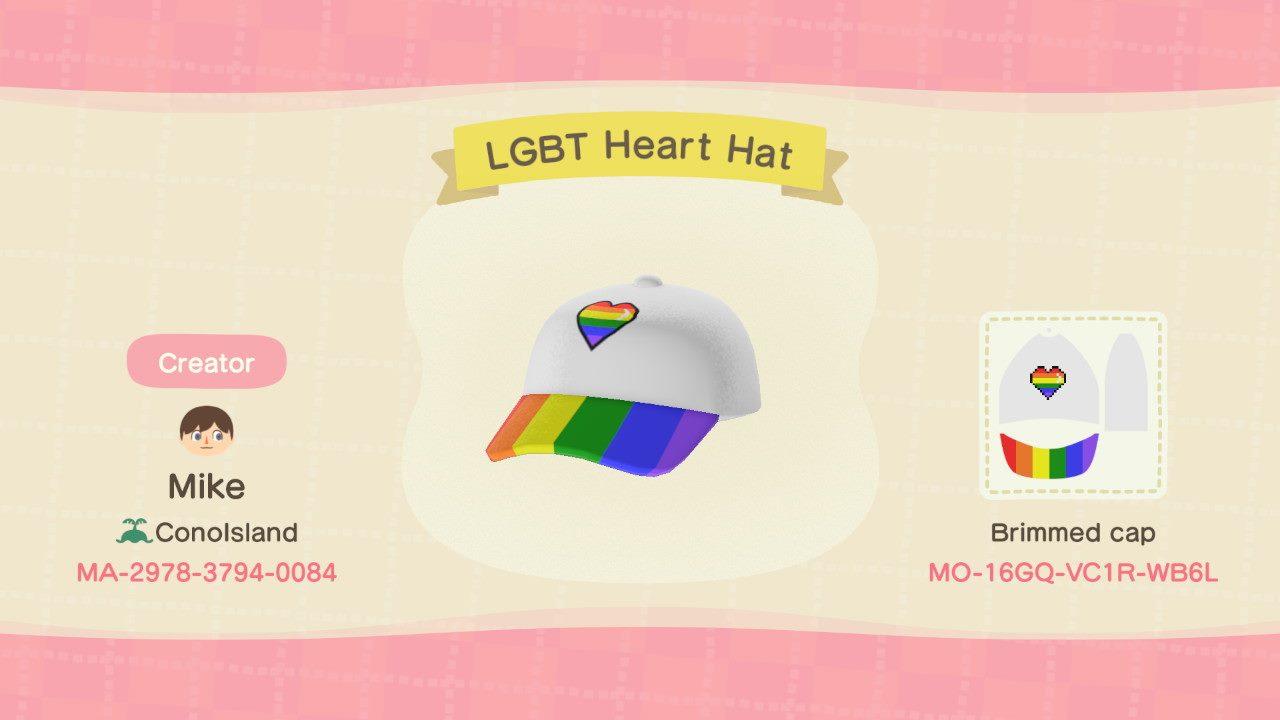 LGBT Heart Hat
Creator
Mike
ConoIsland
MA-2978-3794-0084
Brimmed cap
MO-16GQ-VC1R-WB6L